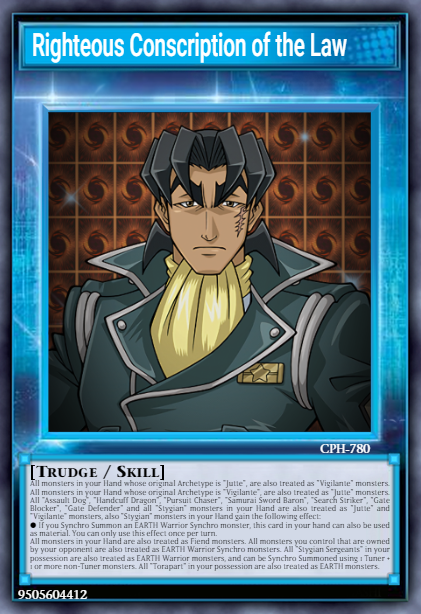 Righteous Conscription of the Law
CPH-780
[Trudge / Skill]
All monsters in your Hand whose original Archetype is "Jutte", are also treated as "Vigilante" monsters.
All monsters in your Hand whose original Archetype is "Vigilante", are also treated as "Jutte" monsters.
All "Assault Dog", "Handcuff Dragon", "Pursuit Chaser", "Samurai Sword Baron", "Search Striker", "Gate
Blocker", "Gate Defender" and all "Stygian" monsters in your Hand are also treated as "Jutte" and
"Vigilante" monsters, also "Stygian" monsters in your Hand gain the following effect:
● If you Synchro Summon an EARTH Warrior Synchro monster, this card in your hand can also be used
as material. You can only use this effect once per turn.
All monsters in your Hand are also treated as Fiend monsters. All monsters you control that are owned
by your opponent are also treated as EARTH Warrior Synchro monsters. All "Stygian Sergeants" in your
possession are also treated as EARTH Warrior monsters, and can be Synchro Summoned using 1 Tuner +
1 or more non-Tuner monsters. All "Torapart" in your possession are also treated as EARTH monsters.
9505604412